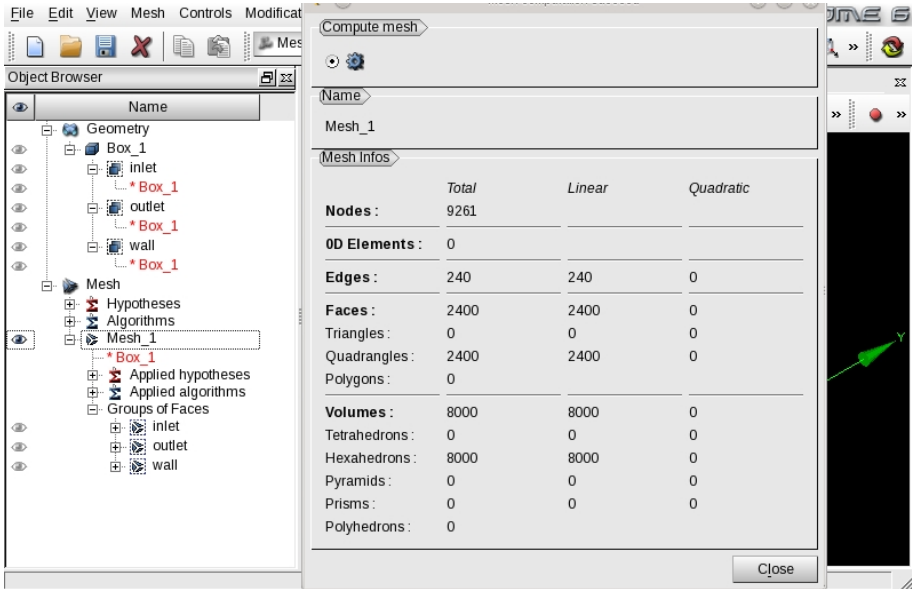 File Edit View Mesh Controls Modificat
Mes
Object Browser
Name
Geometry
Box_1
inlet
* Box_1
outlet
* Box_1
wall
* Box_1
Mesh
Hypotheses
Algorithms
Mesh_1
* Box_1
Applied hypotheses
Applied algorithms
Groups of Faces
inlet
outlet
wall
Compute mesh
Name
Mesh_1
Mesh Infos
Total Linear Quadratic
Nodes : 9261
0D Elements : 0
Edges : 240 240 0
Faces : 2400 2400 0
Triangles : 0 0 0
Quadrangles : 2400 2400 0
Polygons : 0
Volumes : 8000 8000 0
Tetrahedrons : 0 0 0
Hexahedrons : 8000 8000 0
Pyramids : 0 0 0
Prisms : 0 0 0
Polyhedrons : 0
Close
OME 6
»
» »
Y